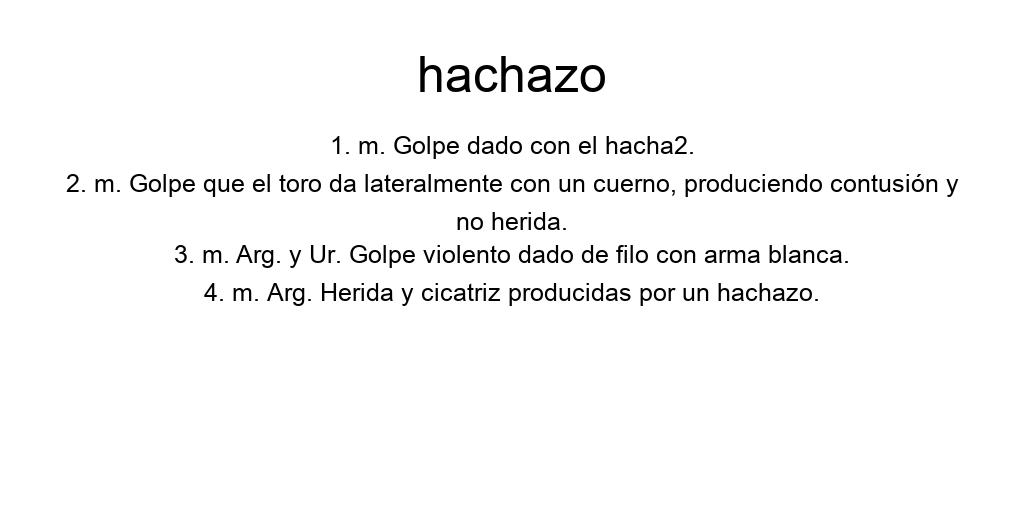 hachazo
1. m. Golpe dado con el hacha2.
2. m. Golpe que el toro da lateralmente con un cuerno, produciendo contusión y
no herida.
3. m. Arg. y Ur. Golpe violento dado de filo con arma blanca.
4. m. Arg. Herida y cicatriz producidas por un hachazo.